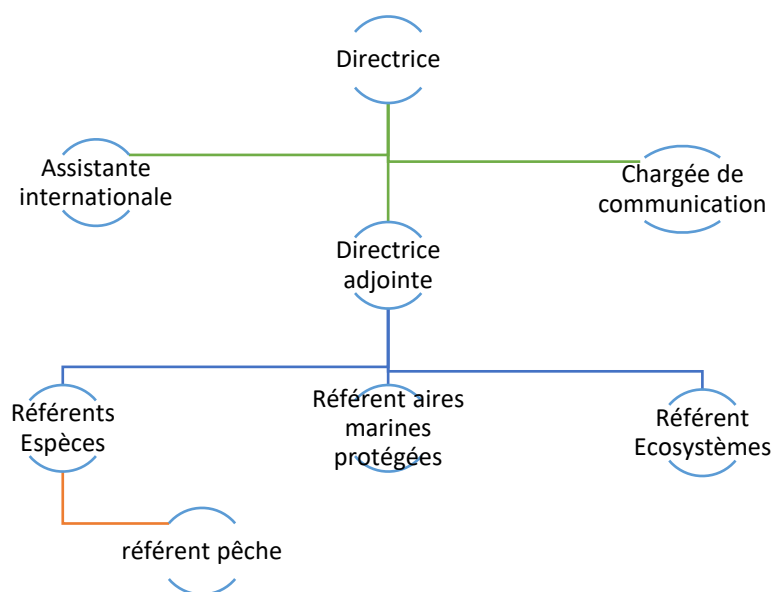 Directrice
Assistante
internationale
Chargée de
communication
Directrice
adjointe
Référents
Espèces
Référent aires
marines
protégées
Référent
Ecosystèmes
référent pêche